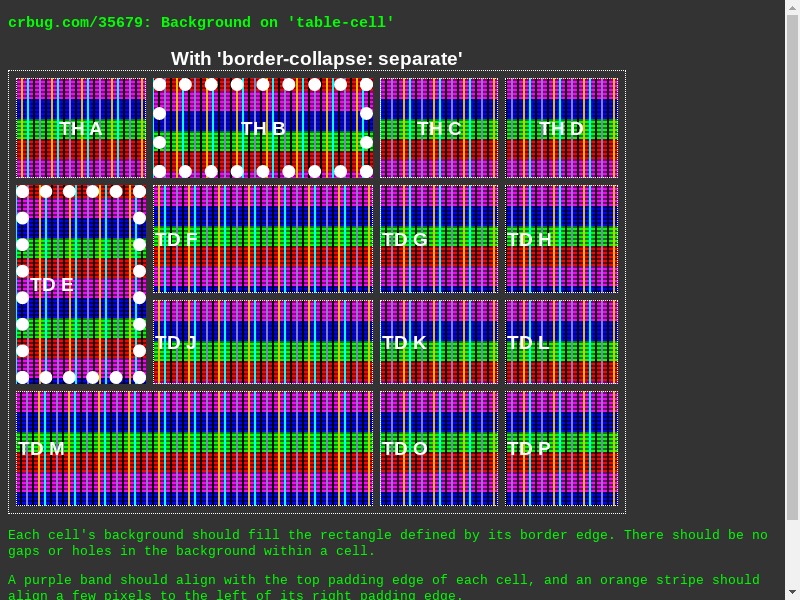 crbug.com/35679: Background on 'table-cell'
With 'border-collapse: separate'
TH A TH B TH C TH D
TD E TD F TD G TD H
TD J TD K TD L
TD M TD O TD P
Each cell's background should fill the rectangle defined by its border edge. There should be no
gaps or holes in the background within a cell.
A purple band should align with the top padding edge of each cell, and an orange stripe should
align a few pixels to the left of its right padding edge.